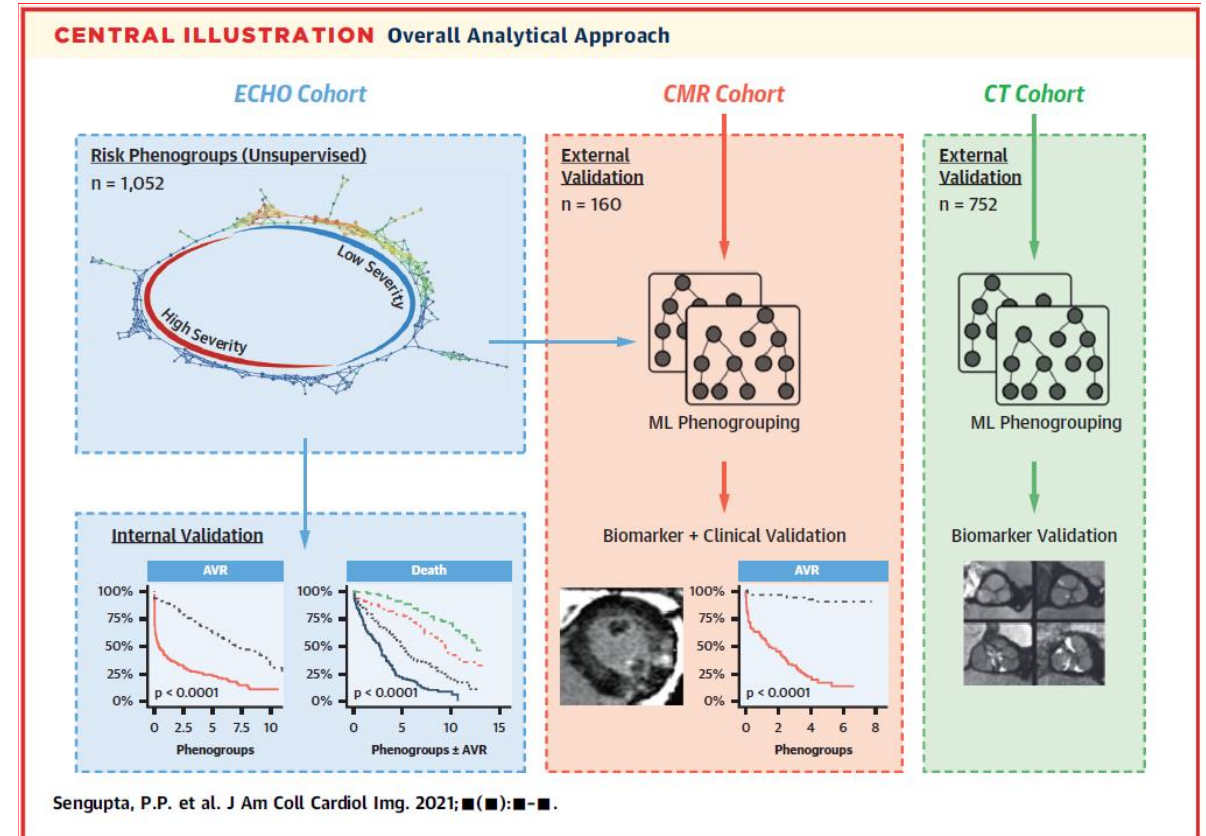 CENTRAL ILLUSTRATION Overall Analytical Approach
ECHO Cohort
Risk Phenogroups (Unsupervised)
n = 1,052
Low Severity
High Severity
Internal Validation
AVR
100%
75%
50%
25%
0%
p < 0.0001
0 2.5 5 7.5 10
Phenogroups
Death
100%
75%
50%
25%
0%
p < 0.0001
0 5 10 15
Phenogroups ± AVR
CMR Cohort
External
Validation
n = 160
ML Phenogrouping
Biomarker + Clinical Validation
AVR
100%
75%
50%
25%
0%
p < 0.0001
0 2 4 6 8
Phenogroups
CT Cohort
External
Validation
n = 752
ML Phenogrouping
Biomarker Validation
Sengupta, P.P. et al. J Am Coll Cardiol Img. 2021;■(■):■-■.